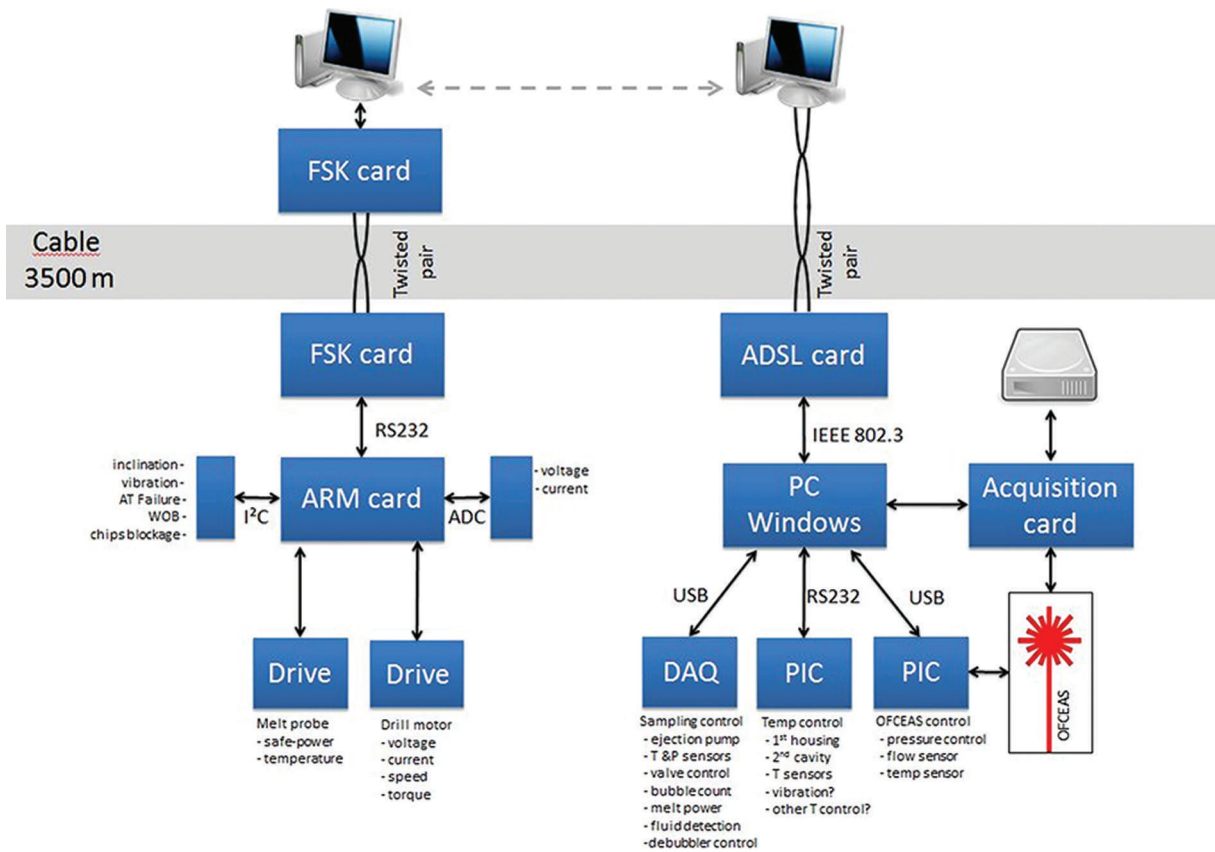 FSK card
Cable
3500 m
Twisted
pair
Twisted
pair
FSK card
ADSL card
RS232
IEEE 802.3
inclination-
vibration-
AT Failure-
WOB-
chips blockage-
I²C
ARM card
ADC
- voltage
- current
PC
Windows
Acquisition
card
USB
RS232
USB
Drive
Drive
DAQ
PIC
PIC
OFCEAS
Melt probe
- safe-power
- temperature
Drill motor
- voltage
- current
- speed
- torque
Sampling control
- ejection pump
- T &P sensors
- valve control
- bubble count
- melt power
- fluid detection
- debubbler control
Temp control
- 1st housing
- 2nd cavity
- T sensors
- vibration?
- other T control?
OFCEAS control
- pressure control
- flow sensor
- temp sensor